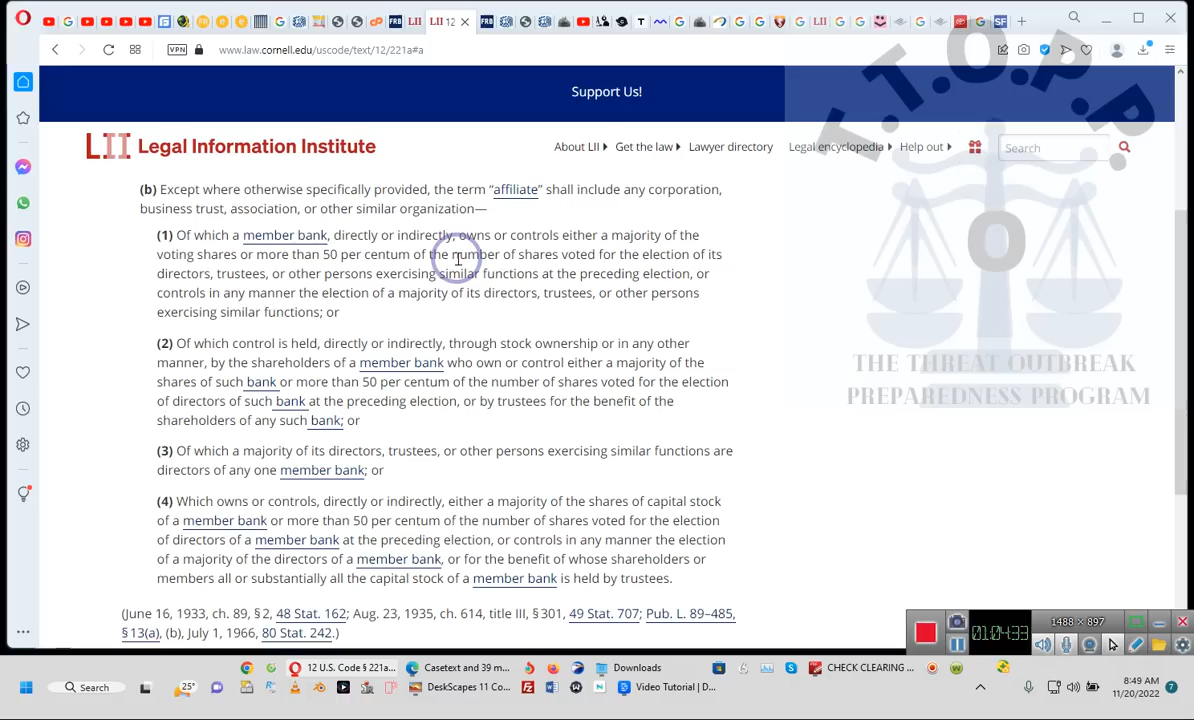 LII
LII 12
FRB
SF
VPN
www.law.cornell.edu/uscode/text/12/221a#a
Support Us!
T.T.O.P.P.
LII Legal Information Institute
About LII
Get the law
Lawyer directory
Legal encyclopedia
Help out
Search
(b) Except where otherwise specifically provided, the term “affiliate” shall include any corporation,
business trust, association, or other similar organization—
(1) Of which a member bank, directly or indirectly, owns or controls either a majority of the
voting shares or more than 50 per centum of the number of shares voted for the election of its
directors, trustees, or other persons exercising similar functions at the preceding election, or
controls in any manner the election of a majority of its directors, trustees, or other persons
exercising similar functions; or
(2) Of which control is held, directly or indirectly, through stock ownership or in any other
manner, by the shareholders of a member bank who own or control either a majority of the
shares of such bank or more than 50 per centum of the number of shares voted for the election
of directors of such bank at the preceding election, or by trustees for the benefit of the
shareholders of any such bank; or
(3) Of which a majority of its directors, trustees, or other persons exercising similar functions are
directors of any one member bank; or
(4) Which owns or controls, directly or indirectly, either a majority of the shares of capital stock
of a member bank or more than 50 per centum of the number of shares voted for the election
of directors of a member bank at the preceding election, or controls in any manner the election
of a majority of the directors of a member bank, or for the benefit of whose shareholders or
members all or substantially all the capital stock of a member bank is held by trustees.
(June 16, 1933, ch. 89, § 2, 48 Stat. 162; Aug. 23, 1935, ch. 614, title III, § 301, 49 Stat. 707; Pub. L. 89–485,
§ 13(a), (b), July 1, 1966, 80 Stat. 242.)
THE THREAT OUTBREAK
PREPAREDNESS PROGRAM
1488 × 897
01:04:33
12 U.S. Code § 221a...
Casetext and 39 m...
Downloads
CHECK CLEARING ...
Search
25°
DeskScapes 11 Co...
Video Tutorial | D...
8:49 AM
11/20/2022
7